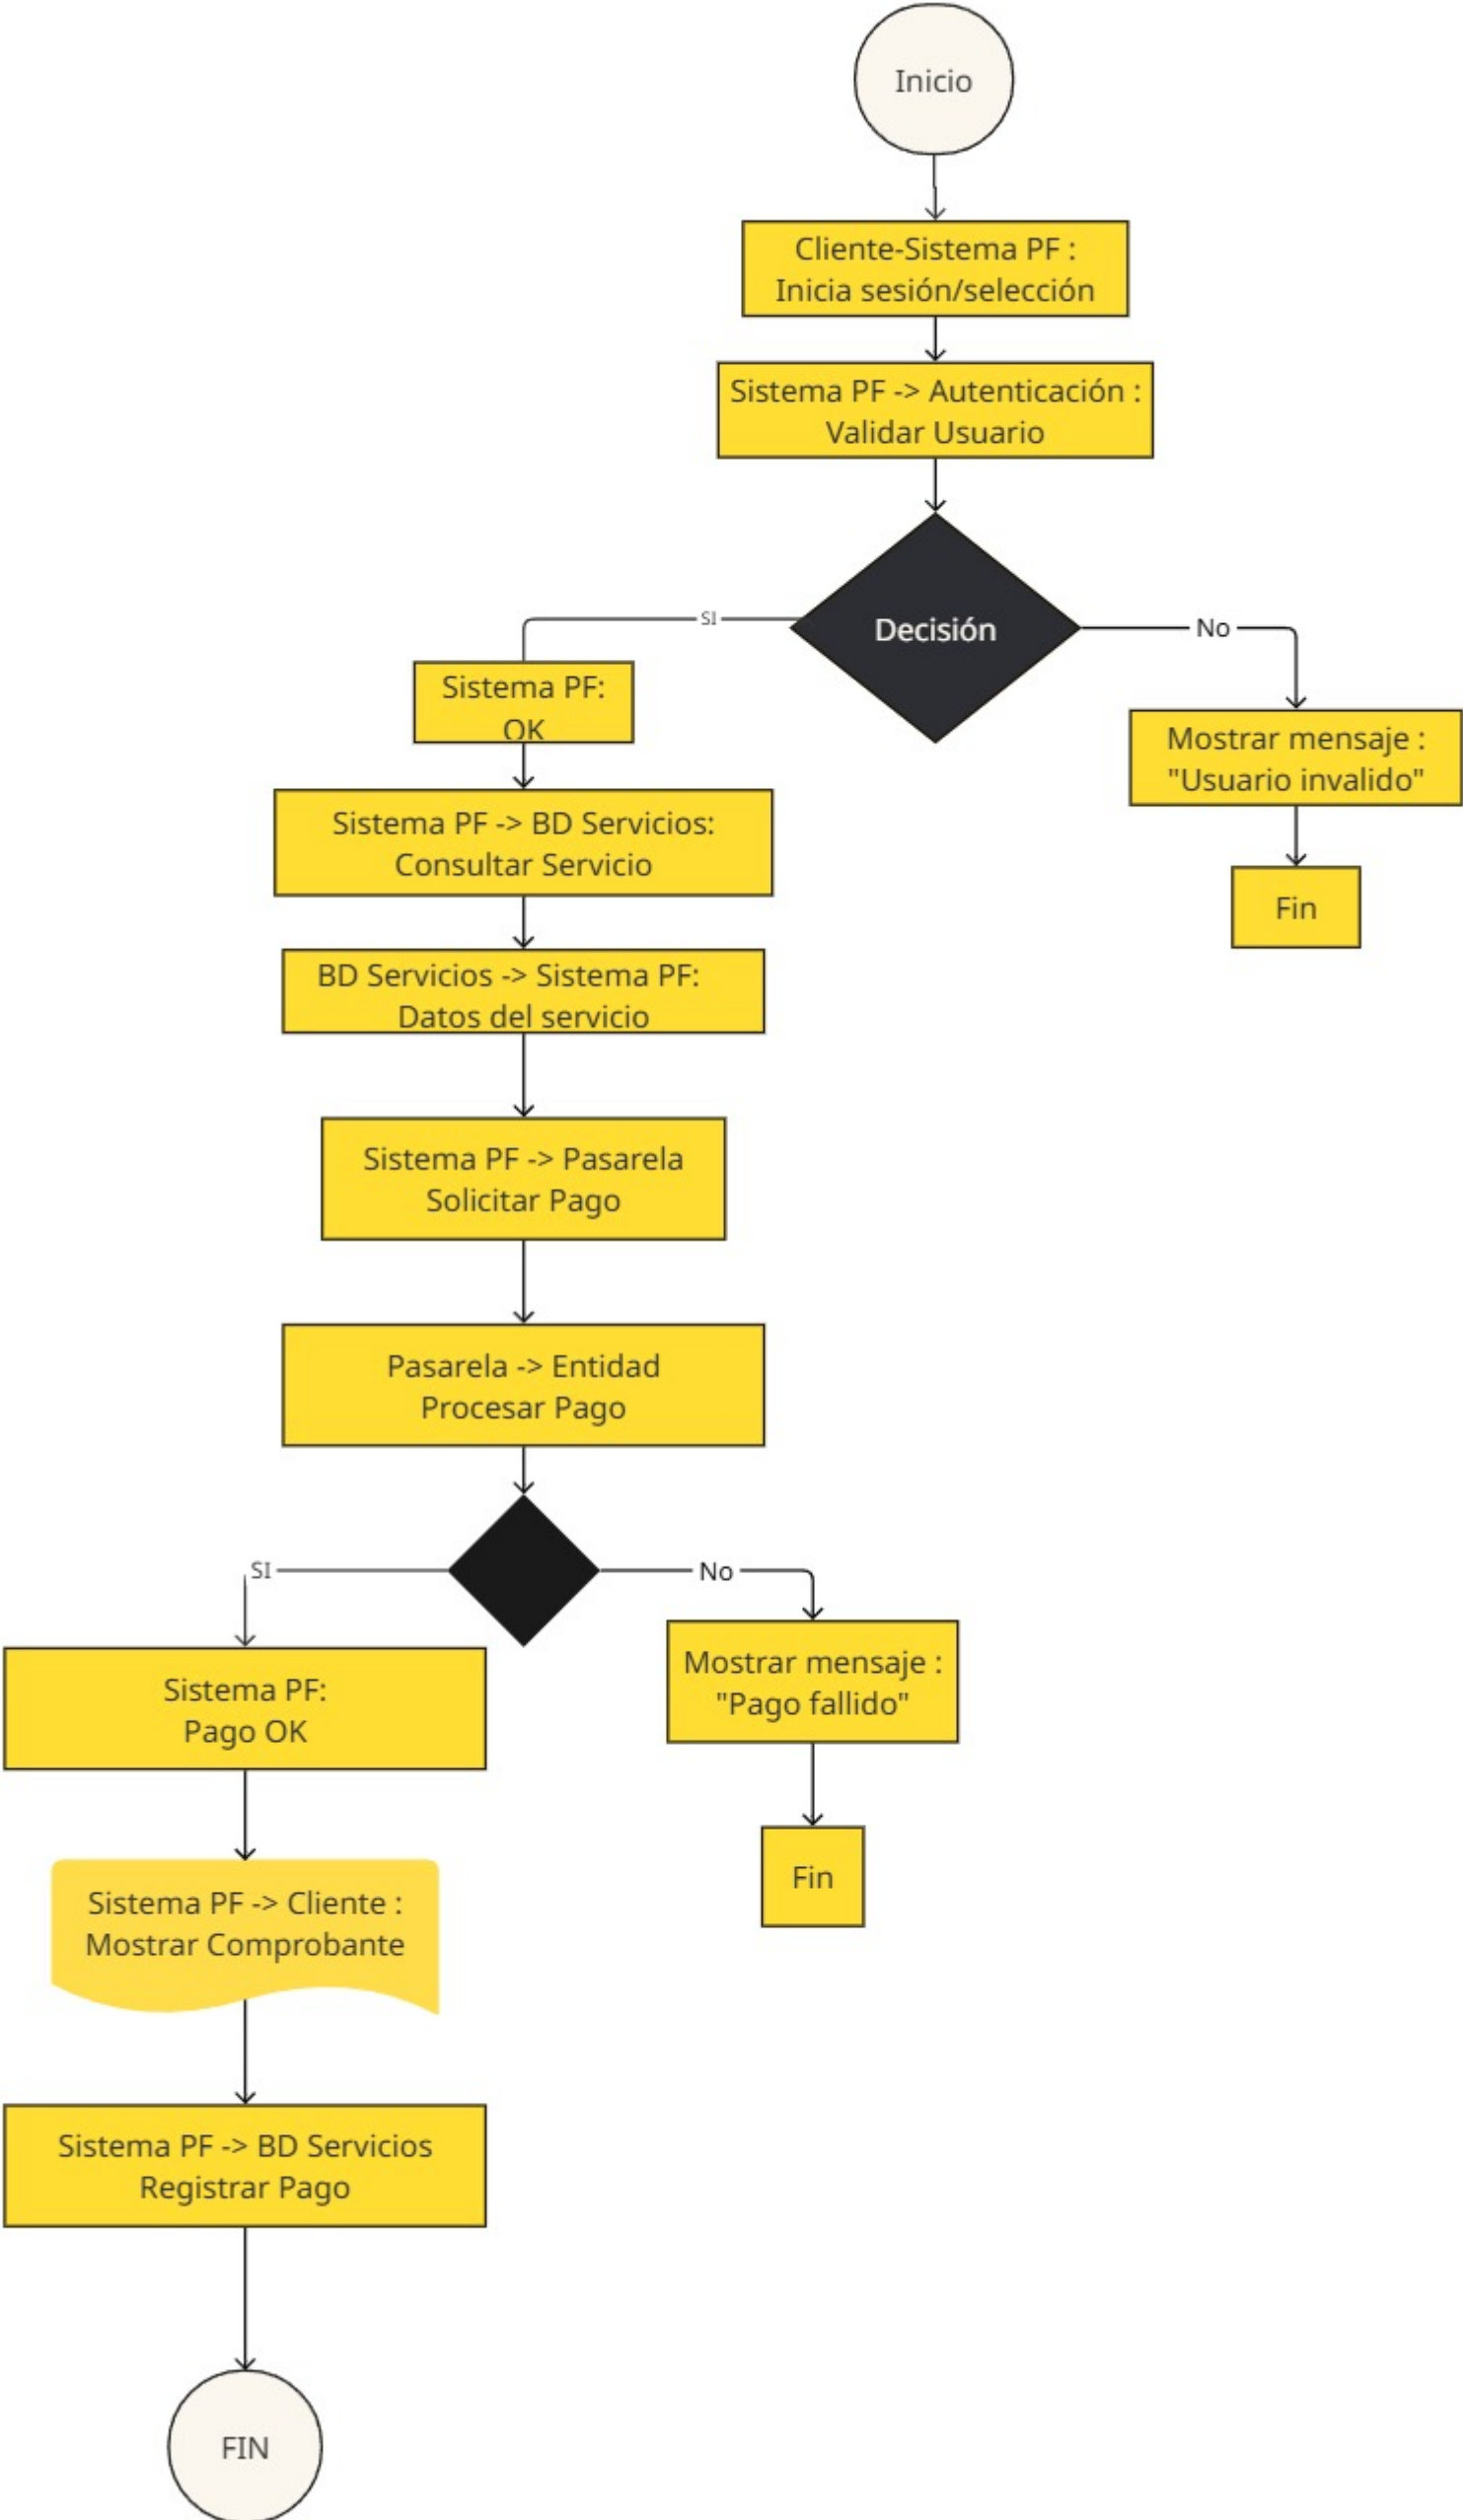 Inicio
Cliente-Sistema PF :
Inicia sesión/selección
Sistema PF -> Autenticación :
Validar Usuario
Decisión
SI
No
Sistema PF:
OK
Mostrar mensaje :
"Usuario invalido"
Sistema PF -> BD Servicios:
Consultar Servicio
Fin
BD Servicios -> Sistema PF:
Datos del servicio
Sistema PF -> Pasarela
Solicitar Pago
Pasarela -> Entidad
Procesar Pago
SI
No
Sistema PF:
Pago OK
Mostrar mensaje :
"Pago fallido"
Fin
Sistema PF -> Cliente :
Mostrar Comprobante
Sistema PF -> BD Servicios
Registrar Pago
FIN